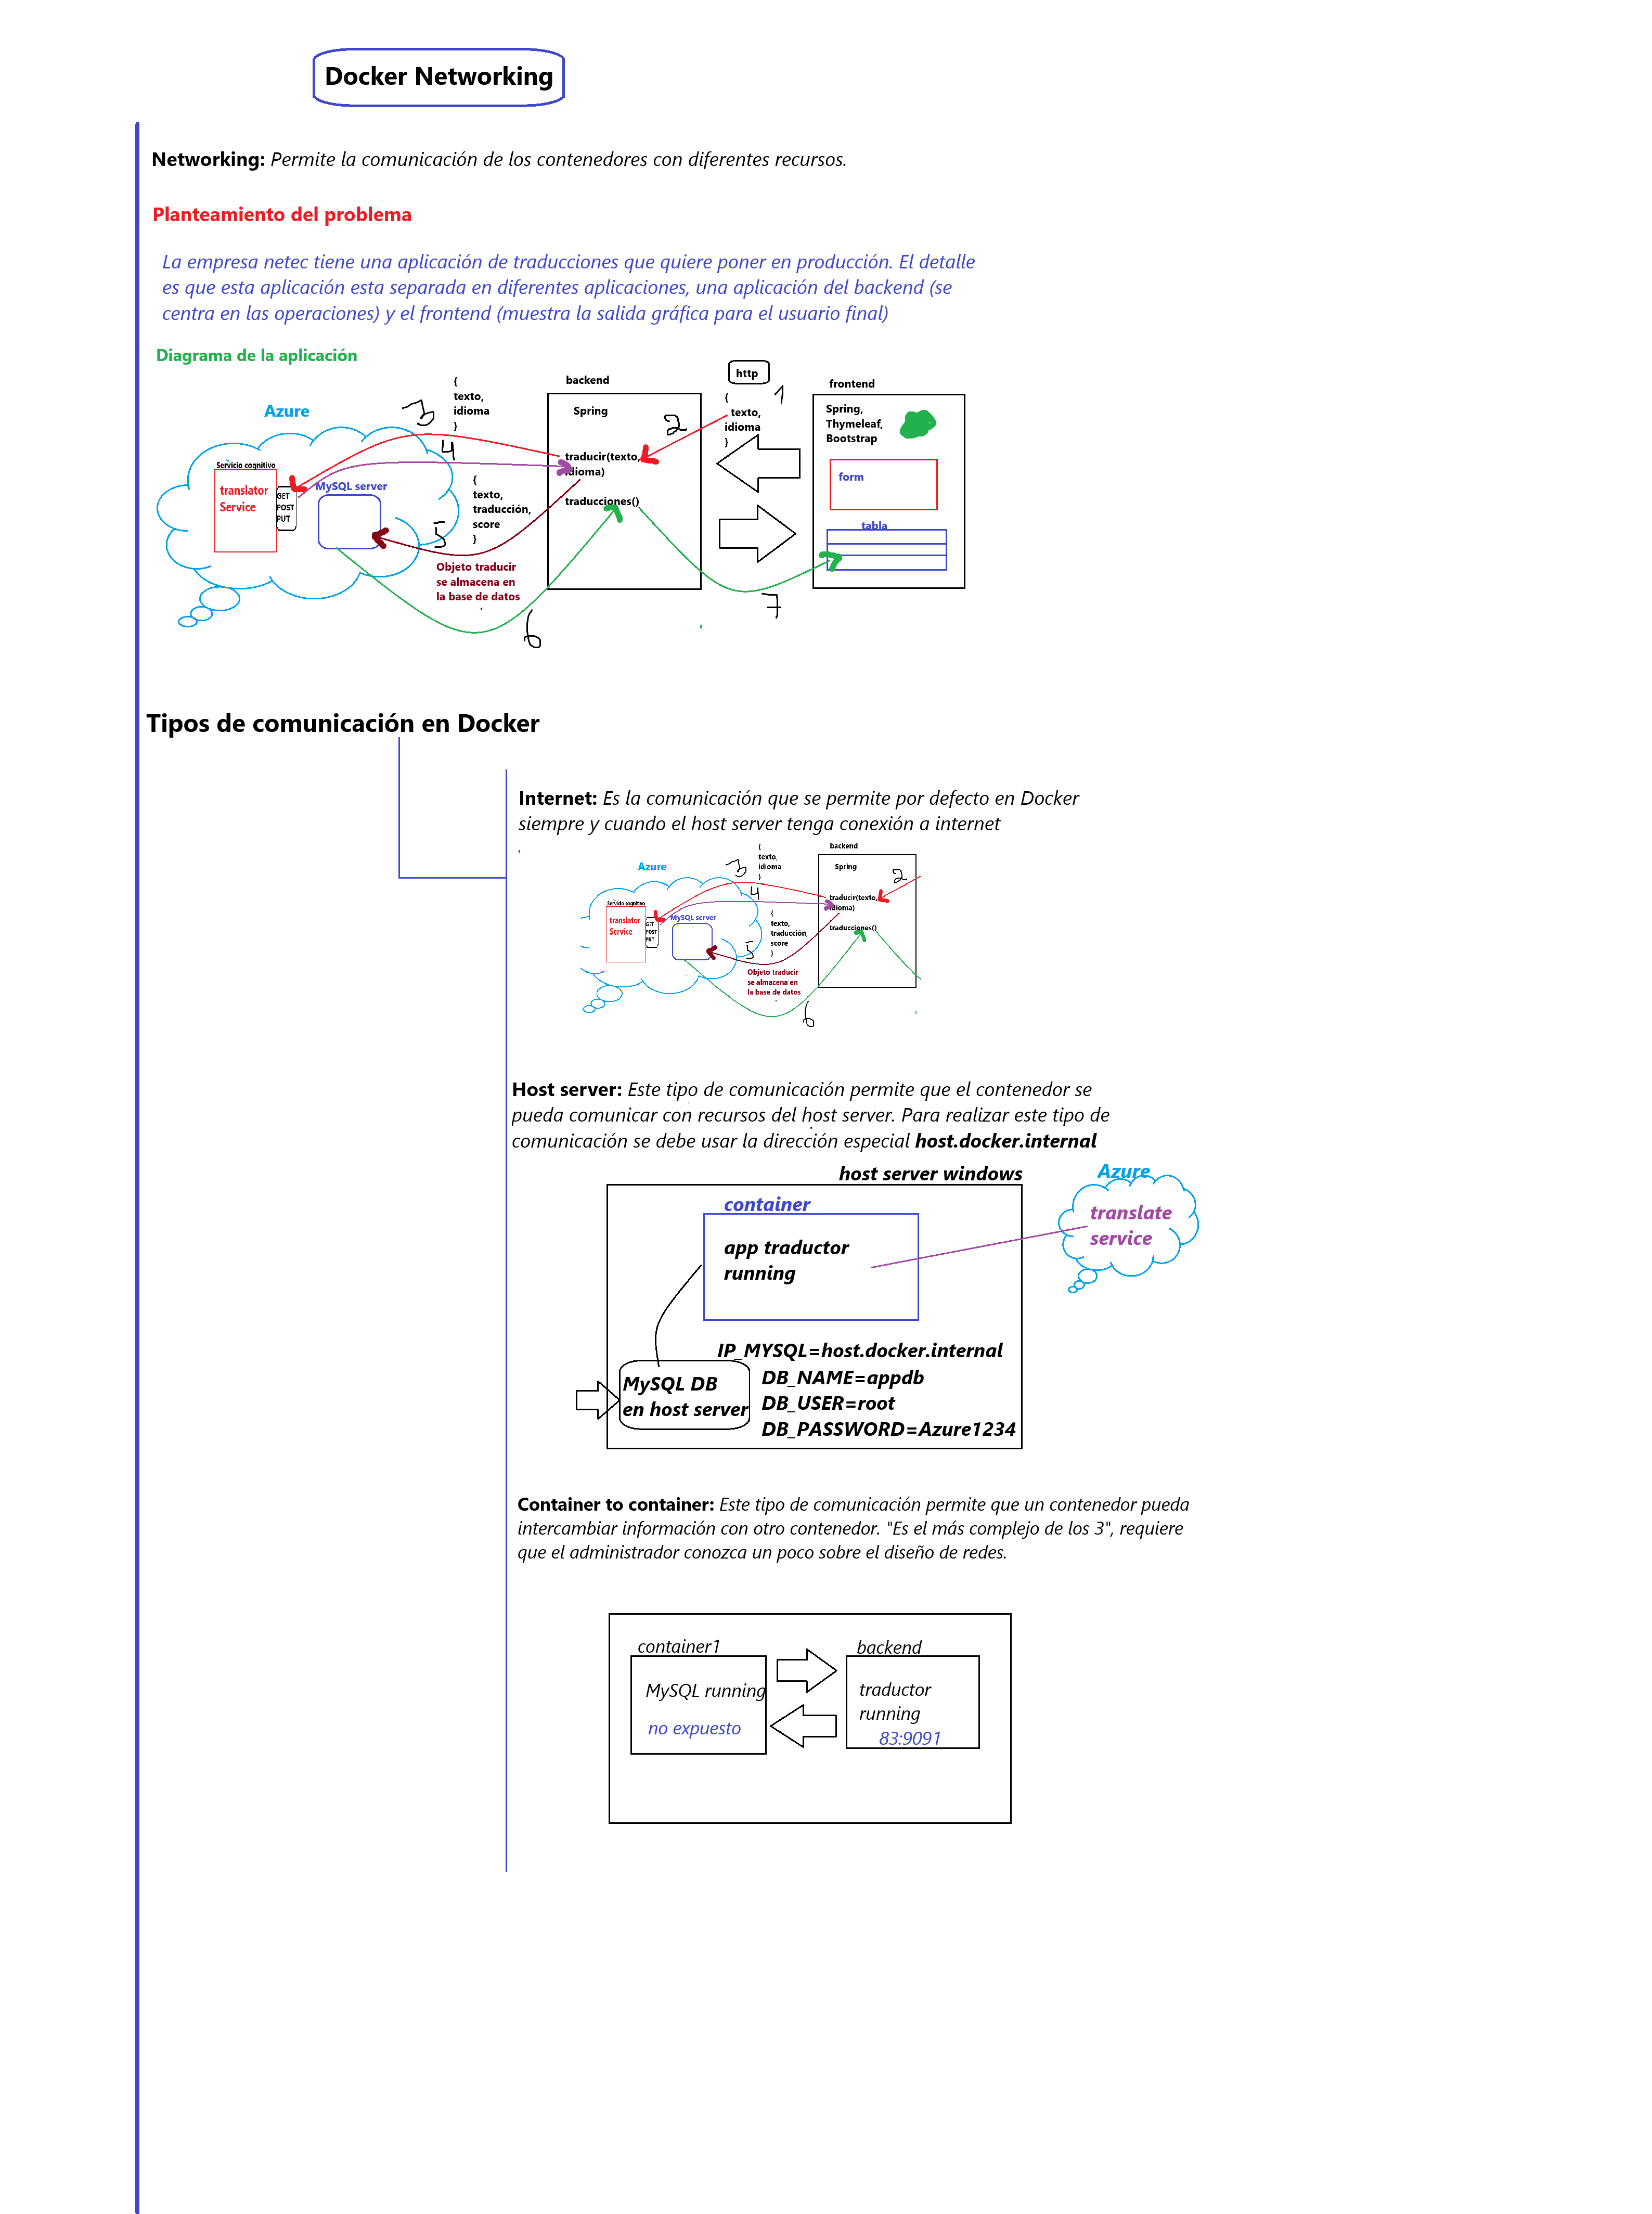 Docker Networking
Networking: Permite la comunicación de los contenedores con diferentes recursos.
Planteamiento del problema
La empresa netec tiene una aplicación de traducciones que quiere poner en producción. El detalle
es que esta aplicación esta separada en diferentes aplicaciones, una aplicación del backend (se
centra en las operaciones) y el frontend (muestra la salida gráfica para el usuario final)
Diagrama de la aplicación
Azure
Servicio cognitivo
translator
Service
GET
POST
PUT
MySQL server
3
{
texto,
idioma
}
4
{
texto,
traducción,
score
}
5
Objeto traducir
se almacena en
la base de datos
6
backend
Spring
2
traducir(texto,
idioma)
traducciones()
http
1
{
texto,
idioma
}
7
frontend
Spring,
Thymeleaf,
Bootstrap
form
tabla
Tipos de comunicación en Docker
Internet: Es la comunicación que se permite por defecto en Docker
siempre y cuando el host server tenga conexión a internet
Azure
Servicio cognitivo
translator
Service
GET
POST
PUT
MySQL server
3
{
texto,
idioma
}
4
{
texto,
traducción,
score
}
5
Objeto traducir
se almacena en
la base de datos
6
backend
Spring
2
traducir(texto,
idioma)
traducciones()
Host server: Este tipo de comunicación permite que el contenedor se
pueda comunicar con recursos del host server. Para realizar este tipo de
comunicación se debe usar la dirección especial host.docker.internal
host server windows
container
app traductor
running
Azure
translate
service
IP_MYSQL=host.docker.internal
DB_NAME=appdb
DB_USER=root
DB_PASSWORD=Azure1234
MySQL DB
en host server
Container to container: Este tipo de comunicación permite que un contenedor pueda
intercambiar información con otro contenedor. "Es el más complejo de los 3", requiere
que el administrador conozca un poco sobre el diseño de redes.
container1
MySQL running
no expuesto
backend
traductor
running
83:9091